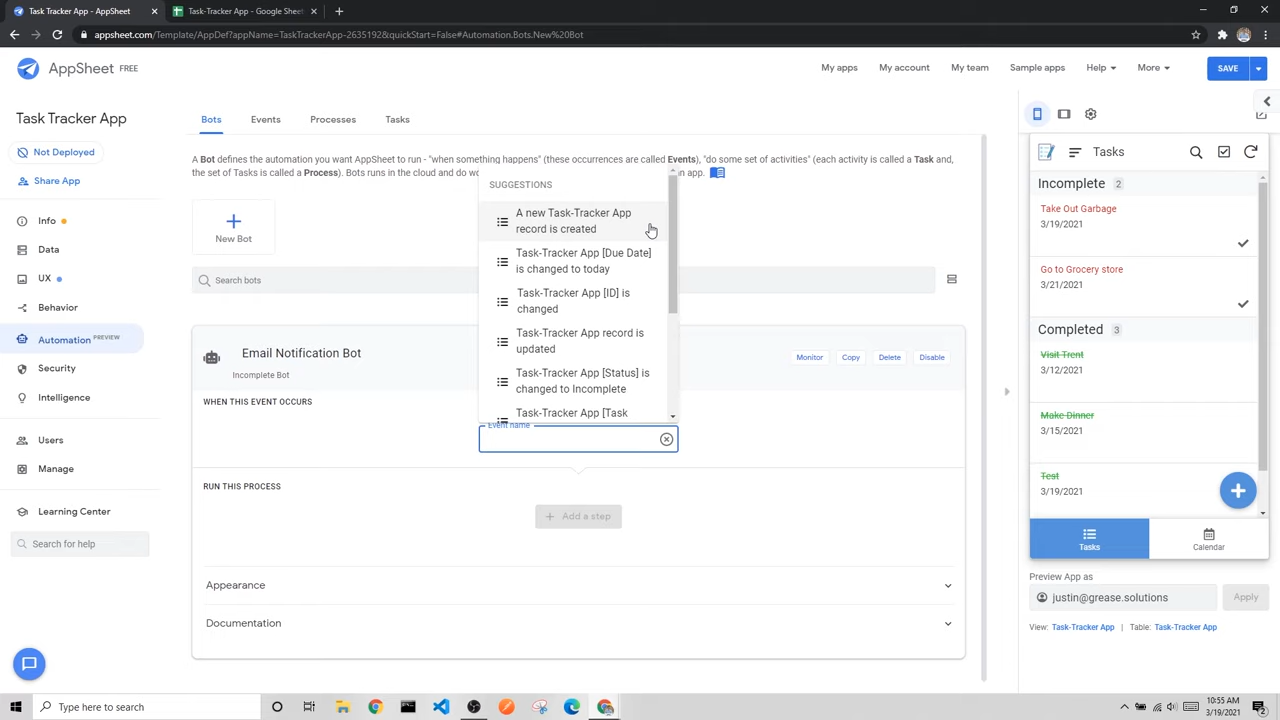 Task Tracker App - AppSheet
Task-Tracker App - Google Sheet
appsheet.com/Template/AppDef?appName=TaskTrackerApp-2635192&quickStart=False#Automation.Bots.New%20Bot
AppSheet FREE
My apps
My account
My team
Sample apps
Help
More
SAVE
Task Tracker App
Not Deployed
Share App
Info
Data
UX
Behavior
Automation PREVIEW
Security
Intelligence
Users
Manage
Learning Center
Search for help
Bots
Events
Processes
Tasks
A Bot defines the automation you want AppSheet to run - "when something happens" (these occurrences are called Events), "do some set of activities" (each activity is called a Task and,
the set of Tasks is called a Process). Bots runs in the cloud and do wo
an app.
New Bot
Search bots
SUGGESTIONS
A new Task-Tracker App
record is created
Task-Tracker App [Due Date]
is changed to today
Task-Tracker App [ID] is
changed
Task-Tracker App record is
updated
Task-Tracker App [Status] is
changed to Incomplete
Task-Tracker App [Task
Event name
Email Notification Bot
Incomplete Bot
Monitor
Copy
Delete
Disable
WHEN THIS EVENT OCCURS
RUN THIS PROCESS
+ Add a step
Appearance
Documentation
Tasks
Incomplete 2
Take Out Garbage
3/19/2021
Go to Grocery store
3/21/2021
Completed 3
Visit Trent
3/12/2021
Make Dinner
3/15/2021
Test
3/19/2021
Tasks
Calendar
Preview App as
justin@grease.solutions
Apply
View: Task-Tracker App | Table: Task-Tracker App
Type here to search
10:55 AM
3/19/2021
2